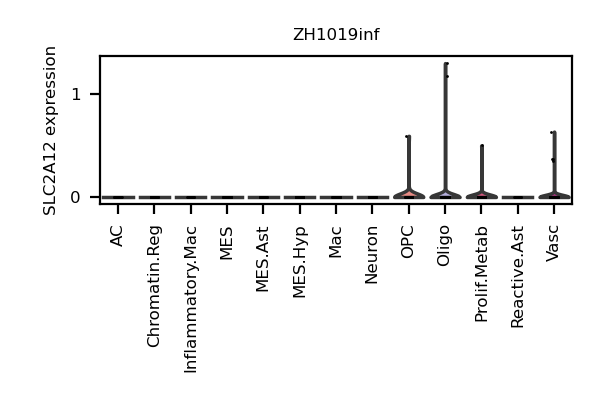 ZH1019inf
SLC2A12 expression
1
0
AC
Chromatin.Reg
Inflammatory.Mac
MES
MES.Ast
MES.Hyp
Mac
Neuron
OPC
Oligo
Prolif.Metab
Reactive.Ast
Vasc